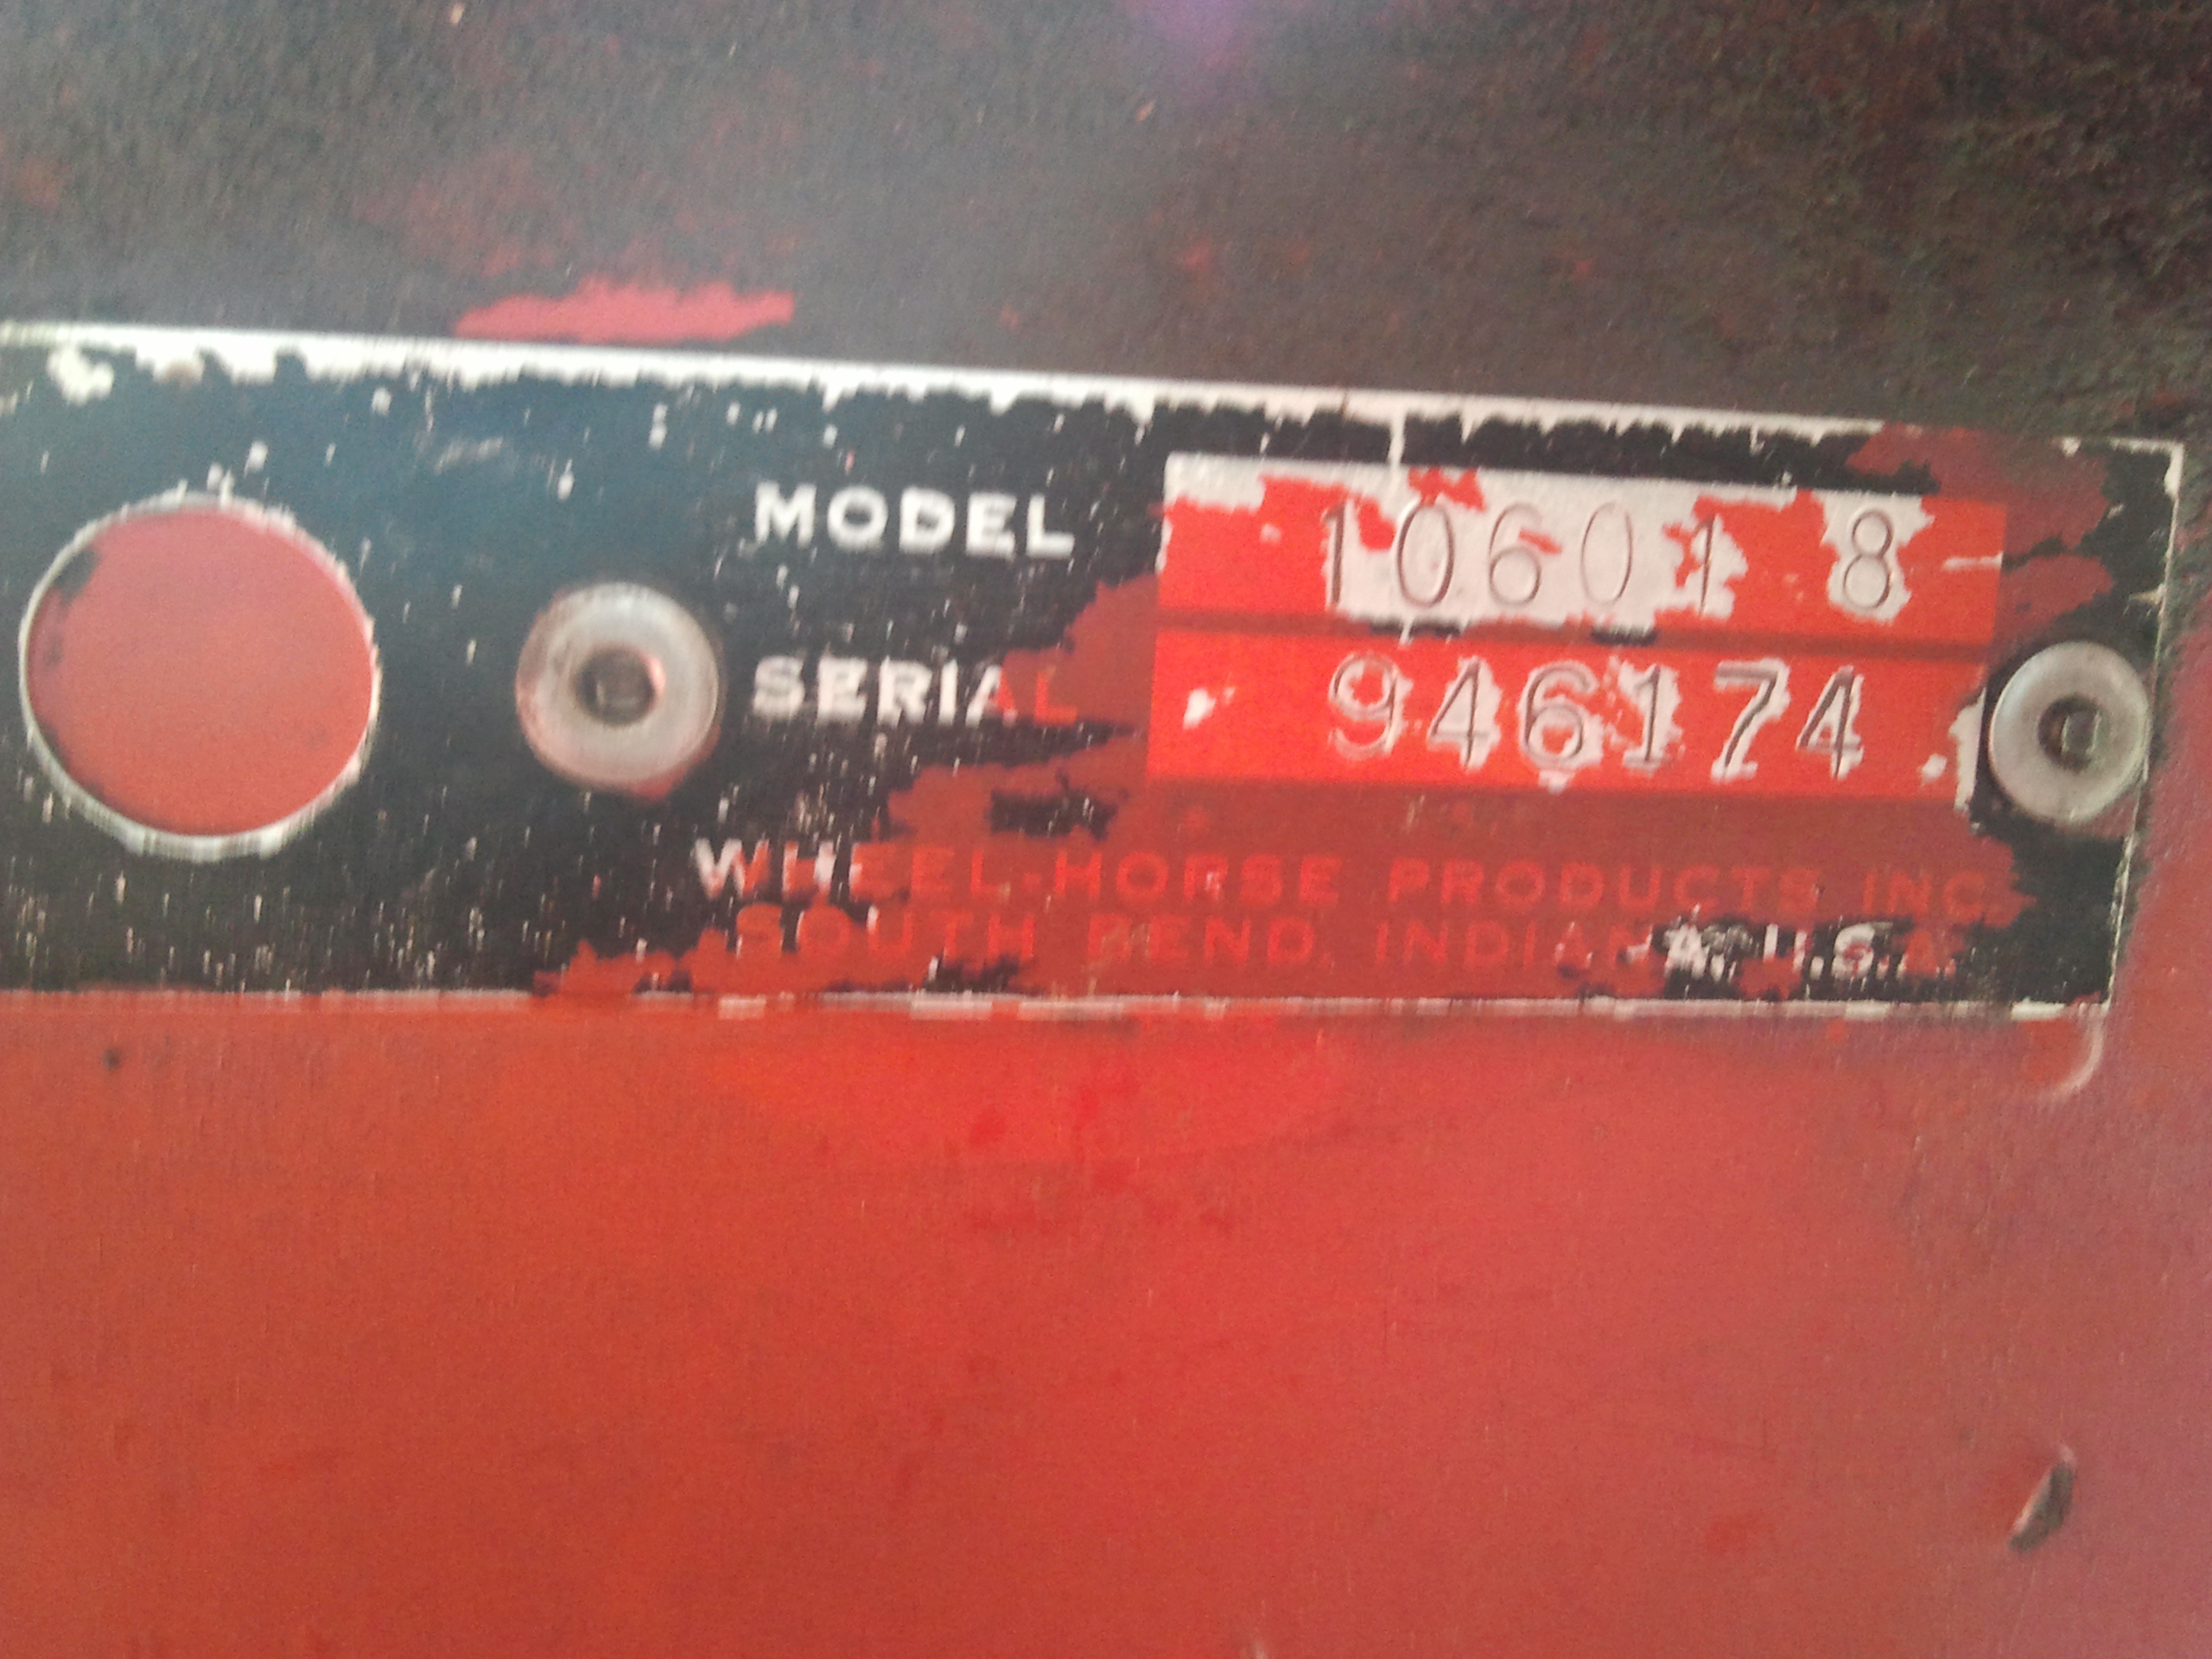 MODEL 10601 8
SERIAL 946174
WHEEL-HORSE PRODUCTS INC.
SOUTH BEND, INDIANA, U.S.A.